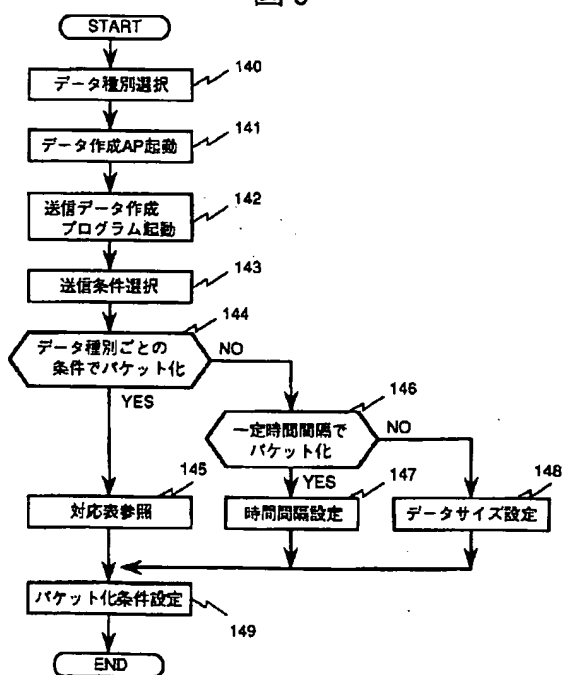 START
データ種別選択
140
データ作成AP起動
141
送信データ作成
プログラム起動
142
送信条件選択
143
144
データ種別ごとの
条件でパケット化
NO
YES
146
一定時間間隔で
パケット化
NO
YES
145
対応表参照
147
時間間隔設定
148
データサイズ設定
パケット化条件設定
149
END